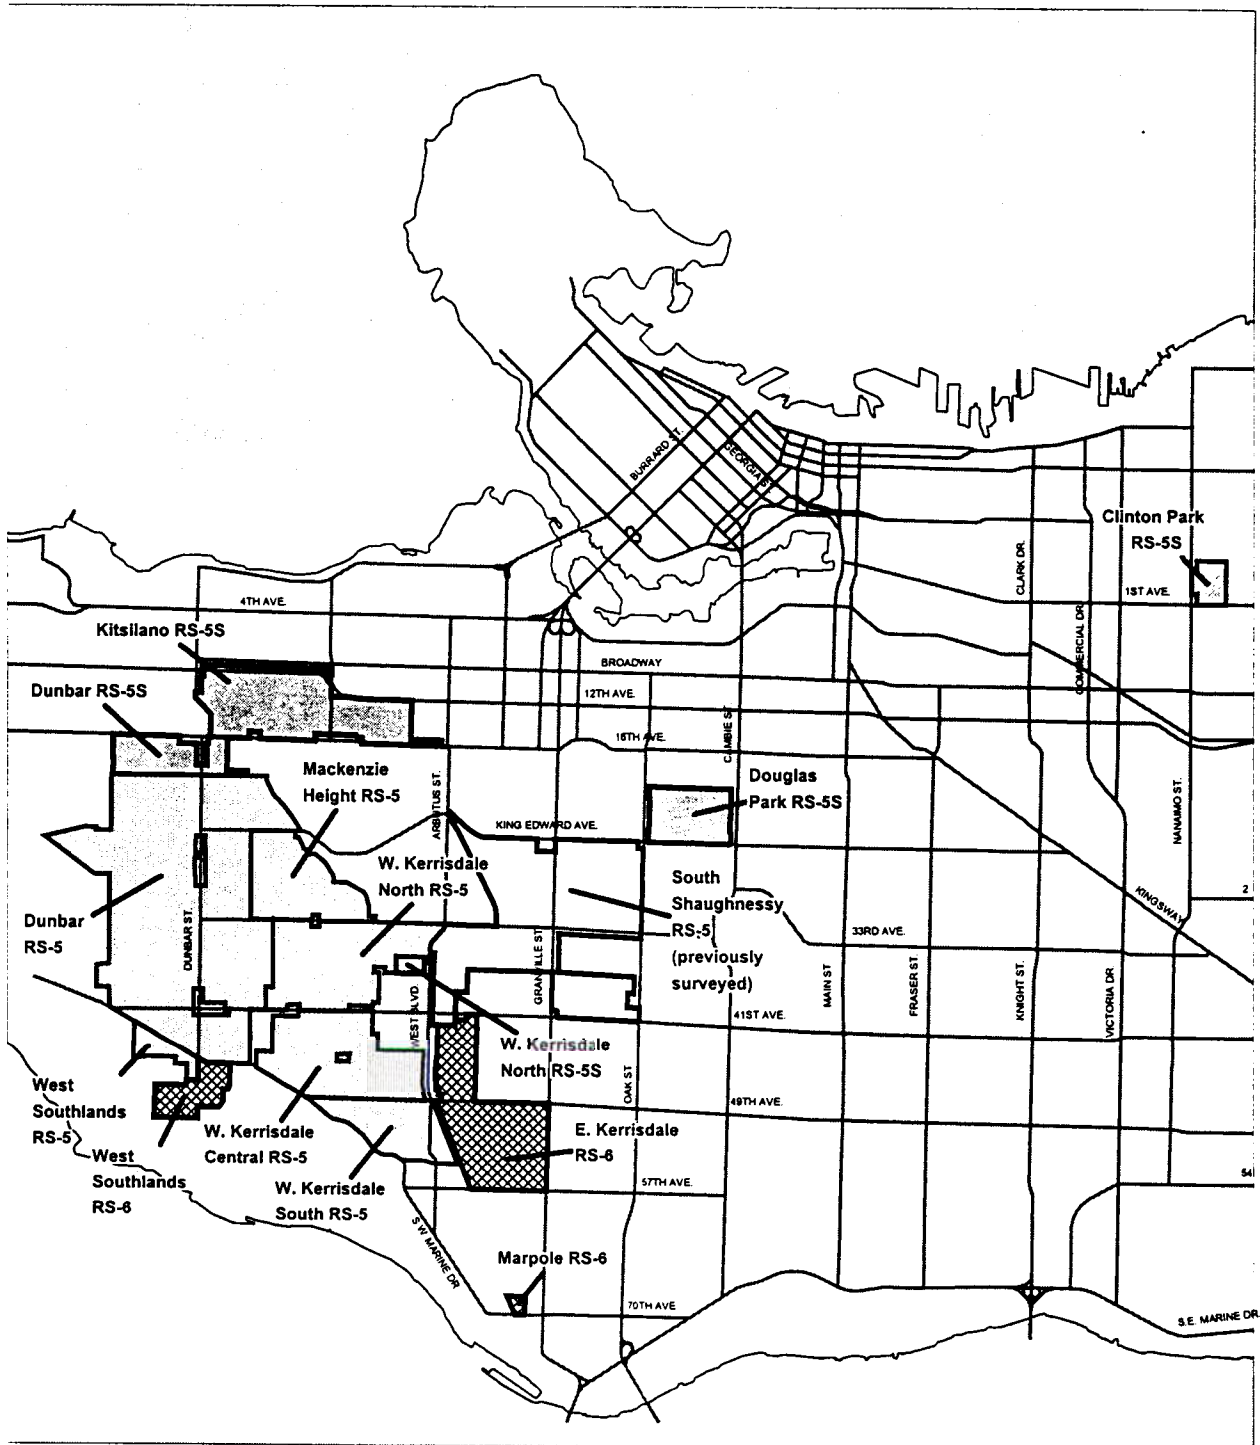 BURRARD ST.
GEORGIA ST
Clinton Park
RS-5S
CLARK DR.
1ST AVE.
4TH AVE.
COMMERCIAL DR.
Kitsilano RS-5S
BROADWAY
Dunbar RS-5S
12TH AVE.
CAMBIE ST
16TH AVE.
Mackenzie
Height RS-5
ARBUTUS ST.
Douglas
Park RS-5S
NANAIMO ST.
KING EDWARD AVE.
W. Kerrisdale
North RS-5
South
Shaughnessy
RS-5
(previously
surveyed)
KINGSWAY
2
Dunbar
RS-5
DUNBAR ST.
33RD AVE.
GRANVILLE ST.
MAIN ST
FRASER ST.
KNIGHT ST.
VICTORIA DR
WEST BLVD.
41ST AVE.
W. Kerrisdale
North RS-5S
OAK ST
West
Southlands
RS-5
49TH AVE.
W. Kerrisdale
Central RS-5
E. Kerrisdale
RS-6
West
Southlands
RS-6
54
57TH AVE.
W. Kerrisdale
South RS-5
S W MARINE DR
Marpole RS-6
70TH AVE
S.E. MARINE DR.